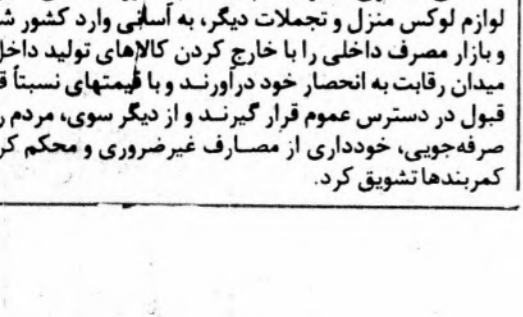 لوازم لوکس منزل و تجملات دیگر، به آسانی وارد کشور
و بازار مصرف داخلی را با خارج کردن کالاهای تولید
میدان رقابت به انحصار خود درآورند و با قیمتهای نسبتاً
قبول در دسترس عموم قرار گیرند و از دیگر سوی، مردم
صرفه‌جویی، خودداری از مصارف غیرضروری و محکم
کمربندها تشویق کرد.